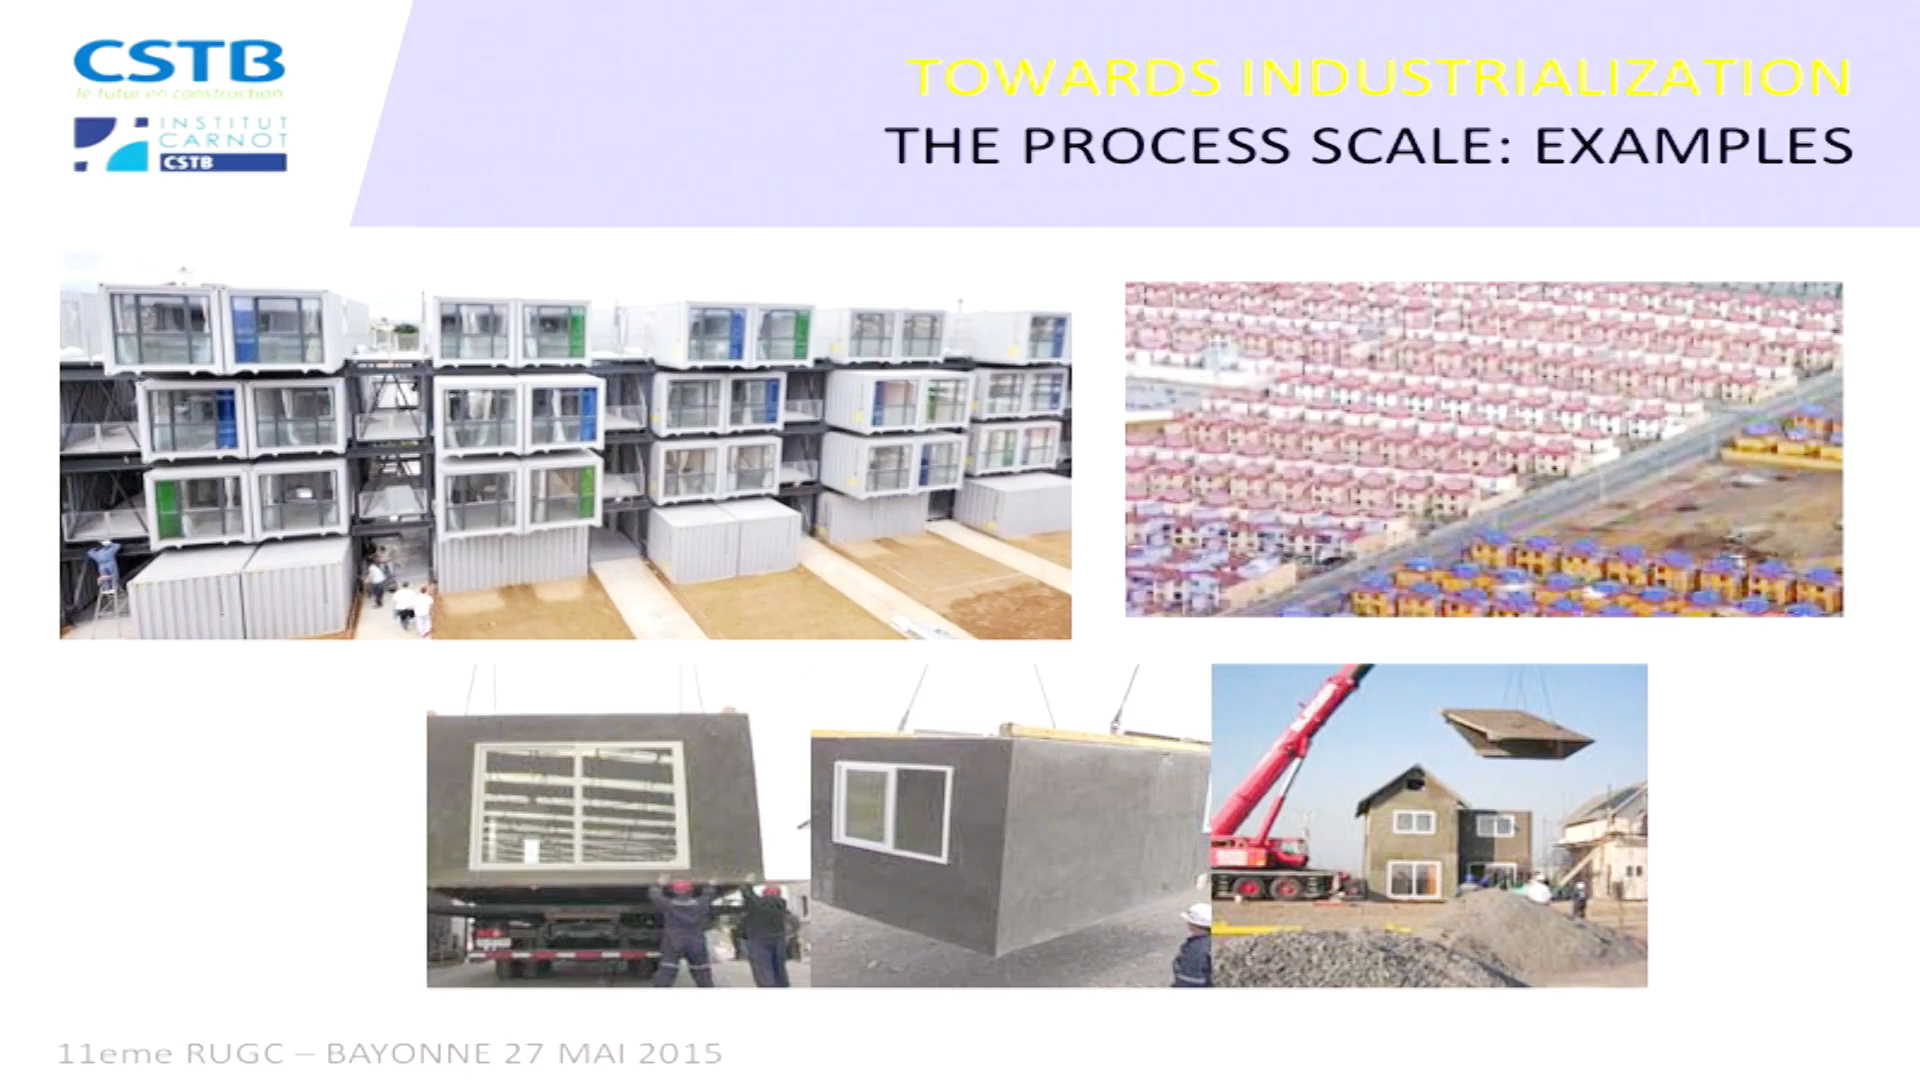 CSTB
le futur en construction
INSTITUT
CARNOT
CSTB
TOWARDS INDUSTRIALIZATION
THE PROCESS SCALE: EXAMPLES
11eme RUGC – BAYONNE 27 MAI 2015